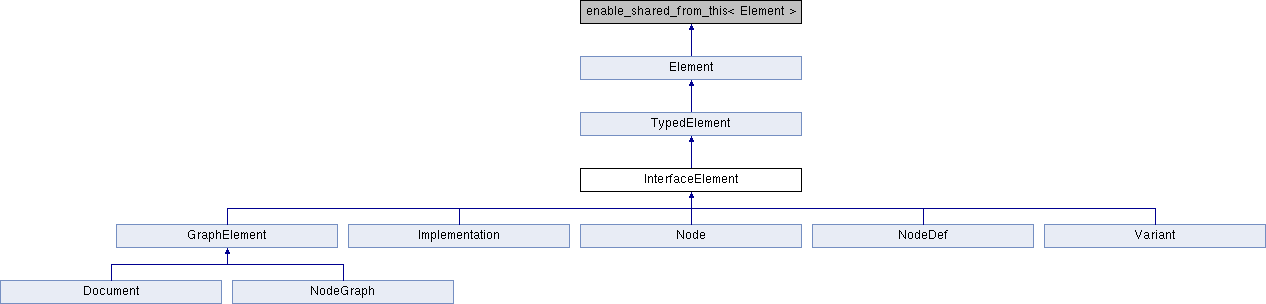 enable_shared_from_this< Element >
Element
TypedElement
InterfaceElement
GraphElement
Implementation
Node
NodeDef
Variant
Document
NodeGraph